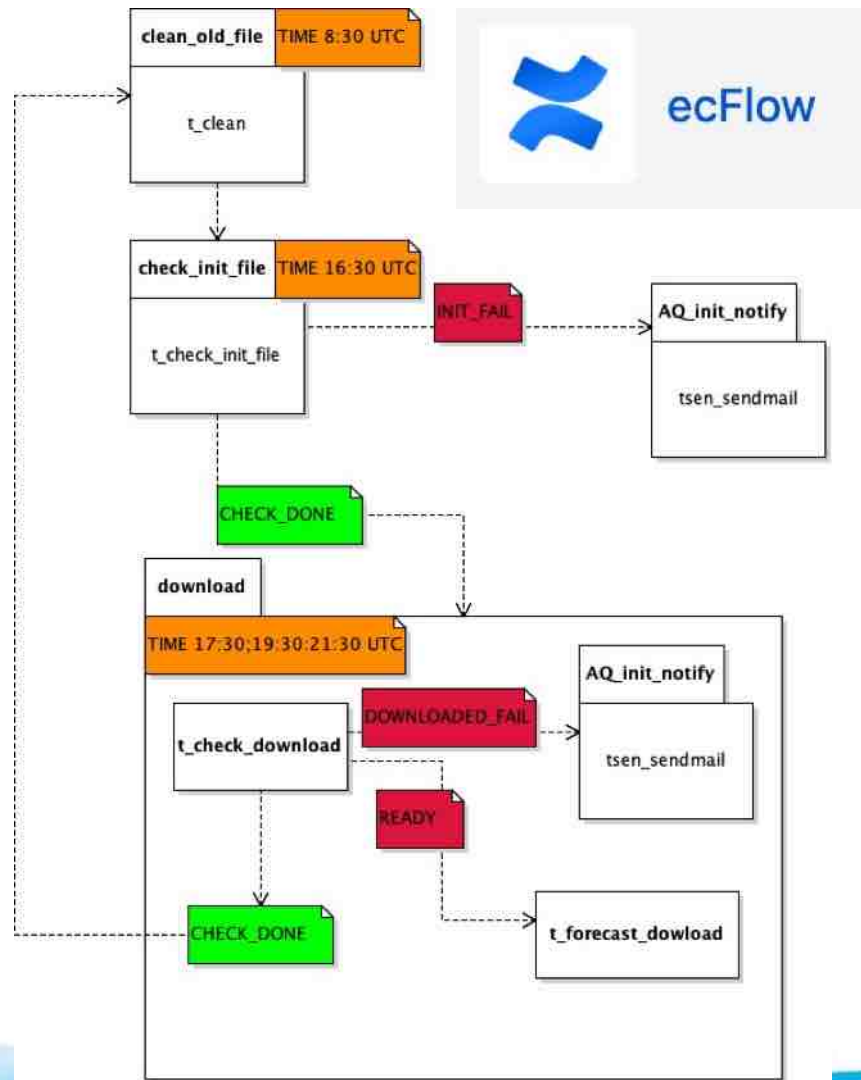 clean_old_file
TIME 8:30 UTC
t_clean
ecFlow
check_init_file
TIME 16:30 UTC
t_check_init_file
INIT_FAIL
AQ_init_notify
tsen_sendmail
CHECK_DONE
download
TIME 17:30;19:30:21:30 UTC
AQ_init_notify
DOWNLOADED_FAIL
t_check_download
tsen_sendmail
READY
CHECK_DONE
t_forecast_dowload